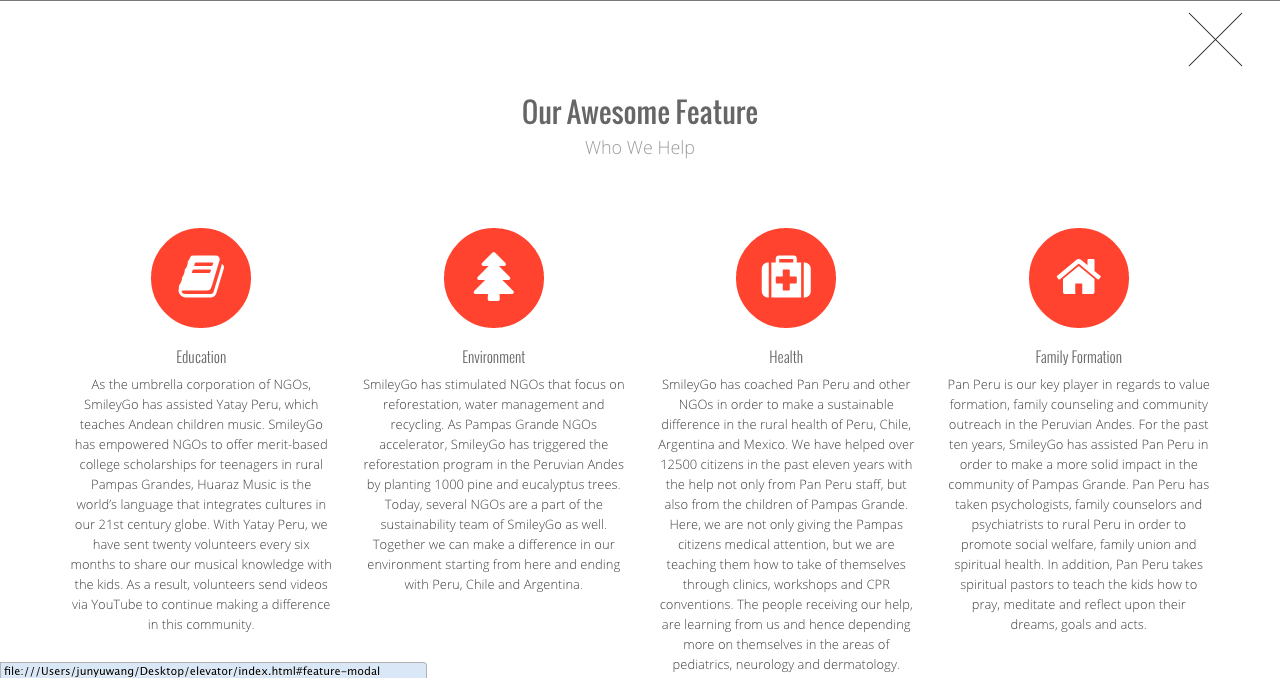 Our Awesome Feature
Who We Help
Education
As the umbrella corporation of NGOs,
SmileyGo has assisted Yatay Peru, which
teaches Andean children music. SmileyGo
has empowered NGOs to offer merit-based
college scholarships for teenagers in rural
Pampas Grandes, Huaraz Music is the
world's language that integrates cultures in
our 21st century globe. With Yatay Peru, we
have sent twenty volunteers every six
months to share our musical knowledge with
the kids. As a result, volunteers send videos
via YouTube to continue making a difference
in this community.
Environment
SmileyGo has stimulated NGOs that focus on
reforestation, water management and
recycling. As Pampas Grande NGOs
accelerator, SmileyGo has triggered the
reforestation program in the Peruvian Andes
by planting 1000 pine and eucalyptus trees.
Today, several NGOs are a part of the
sustainability team of SmileyGo as well.
Together we can make a difference in our
environment starting from here and ending
with Peru, Chile and Argentina.
Health
SmileyGo has coached Pan Peru and other
NGOs in order to make a sustainable
difference in the rural health of Peru, Chile,
Argentina and Mexico. We have helped over
12500 citizens in the past eleven years with
the help not only from Pan Peru staff, but
also from the children of Pampas Grande.
Here, we are not only giving the Pampas
citizens medical attention, but we are
teaching them how to take of themselves
through clinics, workshops and CPR
conventions. The people receiving our help,
are learning from us and hence depending
more on themselves in the areas of
pediatrics, neurology and dermatology.
Family Formation
Pan Peru is our key player in regards to value
formation, family counseling and community
outreach in the Peruvian Andes. For the past
ten years, SmileyGo has assisted Pan Peru in
order to make a more solid impact in the
community of Pampas Grande. Pan Peru has
taken psychologists, family counselors and
psychiatrists to rural Peru in order to
promote social welfare, family union and
spiritual health. In addition, Pan Peru takes
spiritual pastors to teach the kids how to
pray, meditate and reflect upon their
dreams, goals and acts.
file:///Users/junyuwang/Desktop/elevator/index.html#feature-modal